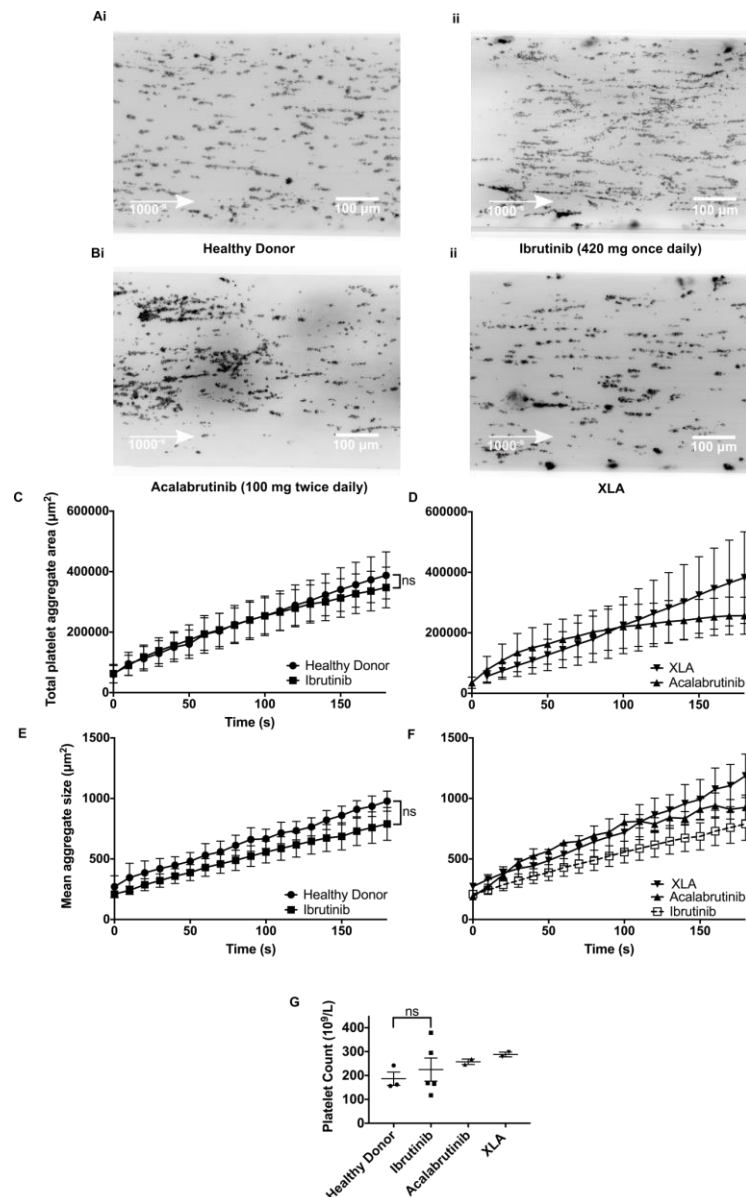 Ai
ii
1000⁻ˢ
100 µm
1000⁻ˢ
100 µm
Healthy Donor
Ibrutinib (420 mg once daily)
Bi
ii
1000⁻ˢ
100 µm
1000⁻ˢ
100 µm
Acalabrutinib (100 mg twice daily)
XLA
C
Total platelet aggregate area (µm²)
600000
400000
200000
0
0 50 100 150
Time (s)
ns
Healthy Donor
Ibrutinib
D
600000
400000
200000
0
0 50 100 150
Time (s)
XLA
Acalabrutinib
E
Mean aggregate size (µm²)
1500
1000
500
0
0 50 100 150
Time (s)
ns
Healthy Donor
Ibrutinib
F
1500
1000
500
0
0 50 100 150
Time (s)
XLA
Acalabrutinib
Ibrutinib
G
Platelet Count (10⁹/L)
400
300
200
100
0
ns
Healthy Donor
Ibrutinib
Acalabrutinib
XLA